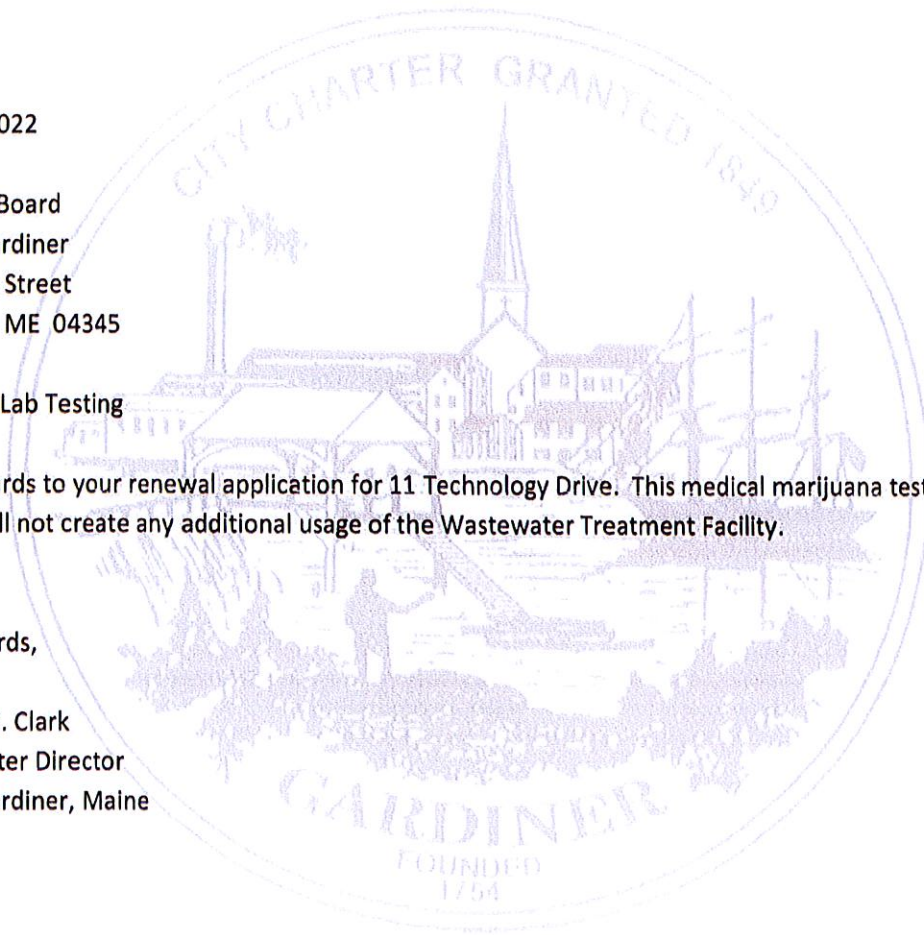 CITY CHARTER GRANTED 1849
022
Board
rdiner
Street
ME 04345
Lab Testing
rds to your renewal application for 11 Technology Drive. This medical marijuana test
ll not create any additional usage of the Wastewater Treatment Facility.
rds,
. Clark
ter Director
rdiner, Maine
GARDINER
FOUNDED
1754